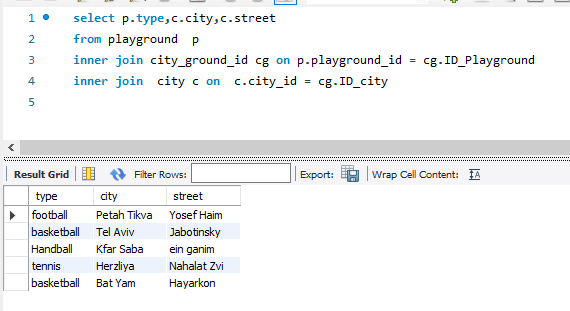 1 select p.type,c.city,c.street
2 from playground p
3 inner join city_ground_id cg on p.playground_id = cg.ID_Playground
4 inner join city c on c.city_id = cg.ID_city
5
Result Grid Filter Rows: Export: Wrap Cell Content:
type city street
football Petah Tikva Yosef Haim
basketball Tel Aviv Jabotinsky
Handball Kfar Saba ein ganim
tennis Herzliya Nahalat Zvi
basketball Bat Yam Hayarkon